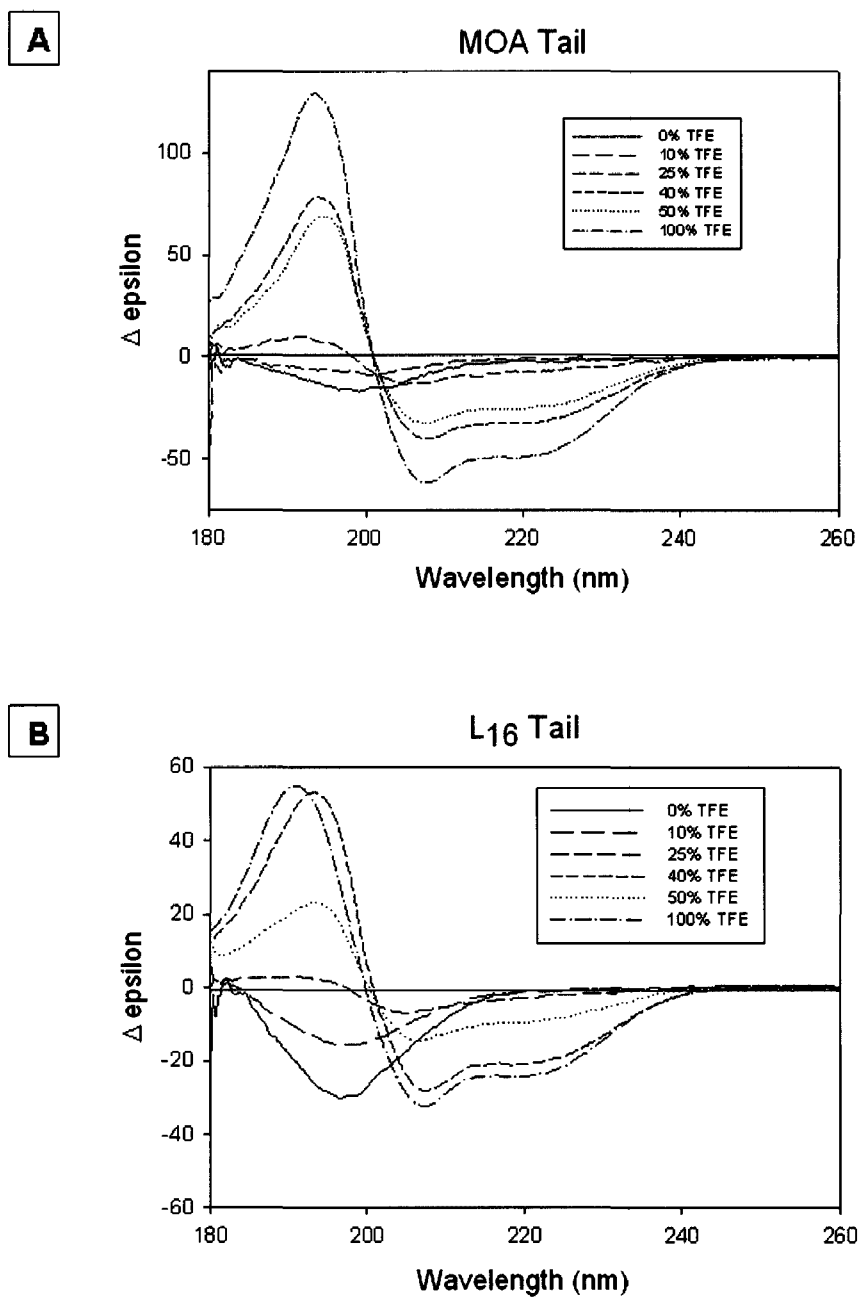 A
MOA Tail
100
50
0
-50
Δ epsilon
0% TFE
10% TFE
25% TFE
40% TFE
50% TFE
100% TFE
180
200
220
240
260
Wavelength (nm)
B
L16 Tail
60
40
20
0
-20
-40
-60
Δ epsilon
0% TFE
10% TFE
25% TFE
40% TFE
50% TFE
100% TFE
180
200
220
240
260
Wavelength (nm)